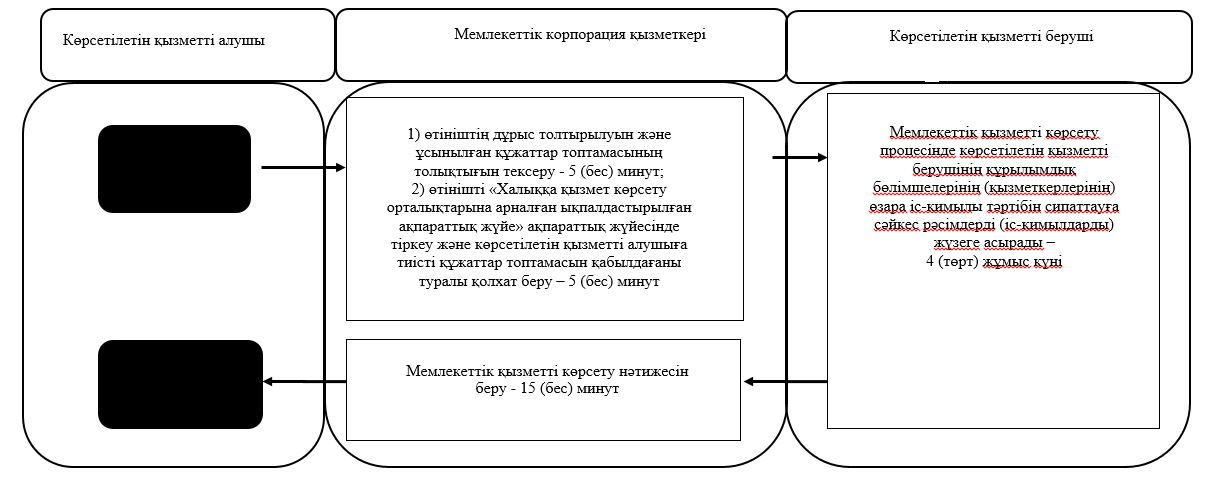 Көрсетілетін қызметті алушы
Мемлекеттік корпорация қызметкері
Көрсетілетін қызметті беруші
1) өтініштің дұрыс толтырылуын және
ұсынылған құжаттар топтамасының
толықтығын тексеру - 5 (бес) минут;
2) өтінішті «Халыққа қызмет көрсету
орталықтарына арналған ықпалдастырылған
ақпараттық жүйе» ақпараттық жүйесінде
тіркеу және көрсетілетін қызметті алушыға
тиісті құжаттар топтамасын қабылдағаны
туралы қолхат беру – 5 (бес) минут
Мемлекеттік қызметті көрсету нәтижесін
беру - 15 (бес) минут
Мемлекеттік қызметті көрсету
процесінде көрсетілетін қызметті
берушінің құрылымдық
бөлімшелерінің (қызметкерлерінің)
өзара іс-қимылы тәртібін сипаттауға
сәйкес рәсімдерді (іс-қимылдарды)
жүзеге асырады –
4 (төрт) жұмыс күні